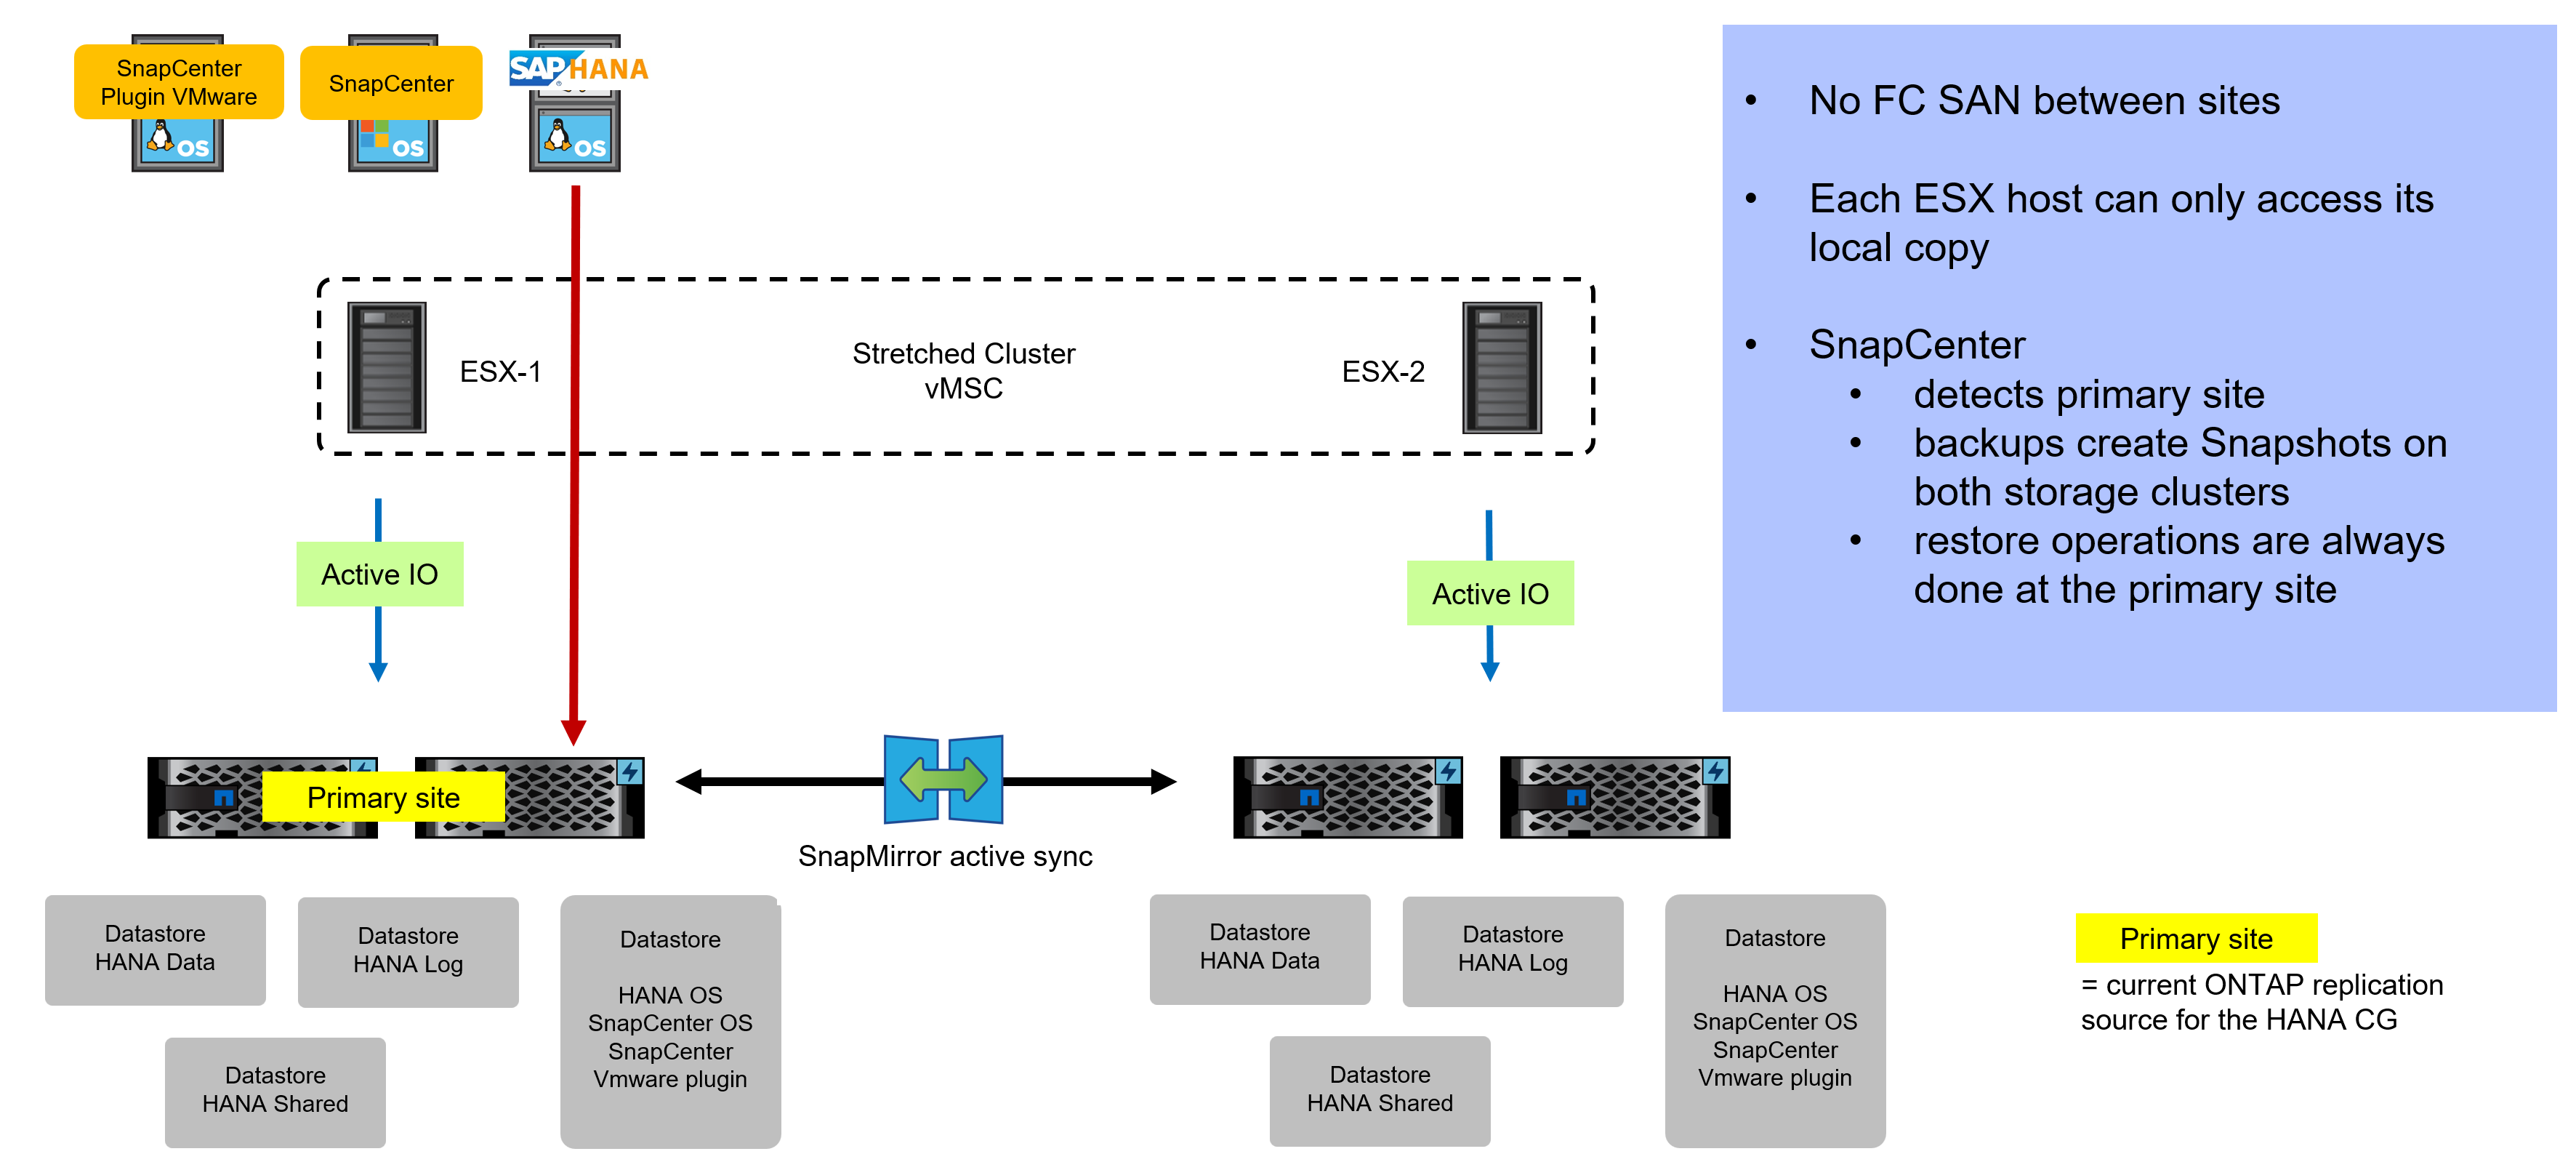 SnapCenter
Plugin VMware
OS
SnapCenter
OS
SAP HANA
®
OS
• No FC SAN between sites
• Each ESX host can only access its
local copy
• SnapCenter
• detects primary site
• backups create Snapshots on
both storage clusters
• restore operations are always
done at the primary site
ESX-1
Stretched Cluster
vMSC
ESX-2
Active IO
Active IO
Primary site
SnapMirror active sync
Datastore
HANA Data
Datastore
HANA Log
Datastore
HANA OS
SnapCenter OS
SnapCenter
Vmware plugin
Datastore
HANA Shared
Datastore
HANA Data
Datastore
HANA Log
Datastore
HANA OS
SnapCenter OS
SnapCenter
Vmware plugin
Datastore
HANA Shared
Primary site
= current ONTAP replication
source for the HANA CG